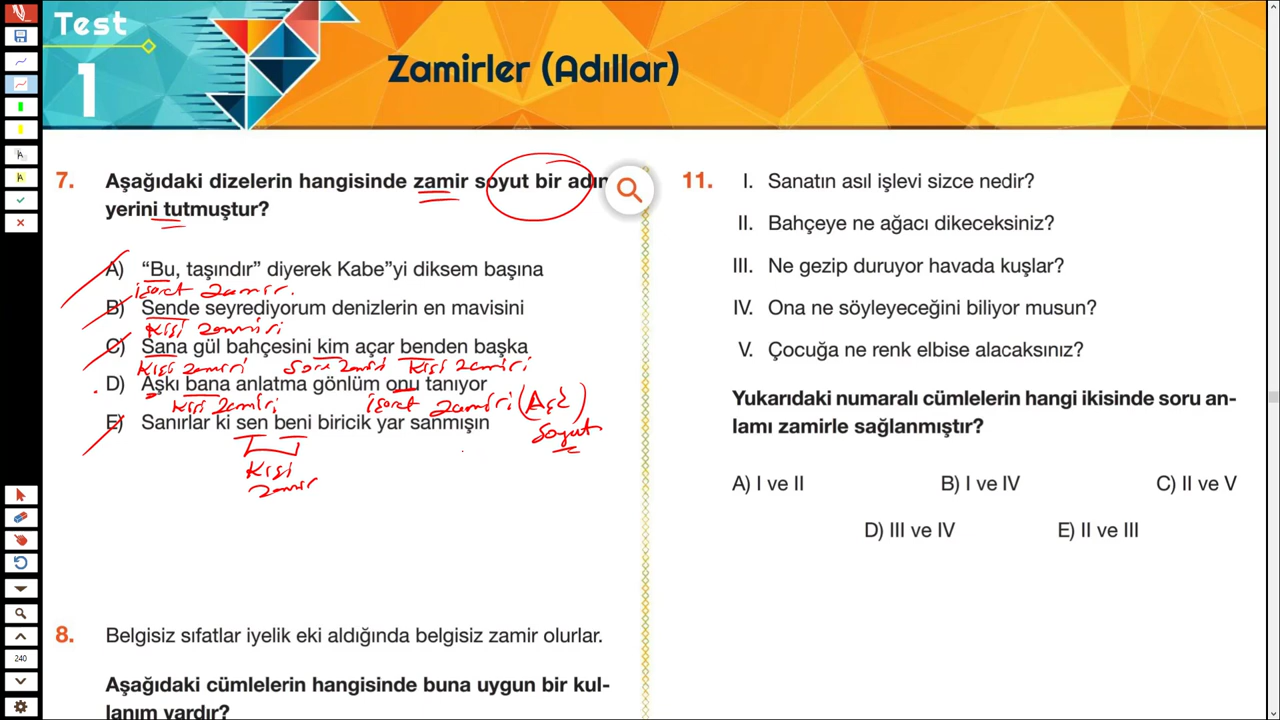 Test
1
Zamirler (Adıllar)
7. Aşağıdaki dizelerin hangisinde zamir soyut bir adın
yerini tutmuştur?
A) “Bu, taşındır” diyerek Kabe”yi diksem başına
işaret zamir.
B) Sende seyrediyorum denizlerin en mavisini
Kişi zamiri
C) Sana gül bahçesini kim açar benden başka
Kişi zamiri soru zamiri Kişi zamiri
D) Aşkı bana anlatma gönlüm onu tanıyor
Kişi zamiri işaret zamiri (Aşk)
soyut
E) Sanırlar ki sen beni biricik yar sanmışın
Kişi
zamir
8. Belgisiz sıfatlar iyelik eki aldığında belgisiz zamir olurlar.
Aşağıdaki cümlelerin hangisinde buna uygun bir kul-
lanım vardır?
11. I. Sanatın asıl işlevi sizce nedir?
II. Bahçeye ne ağacı dikeceksiniz?
III. Ne gezip duruyor havada kuşlar?
IV. Ona ne söyleyeceğini biliyor musun?
V. Çocuğa ne renk elbise alacaksınız?
Yukarıdaki numaralı cümlelerin hangi ikisinde soru an-
lamı zamirle sağlanmıştır?
A) I ve II B) I ve IV C) II ve V
D) III ve IV E) II ve III
240